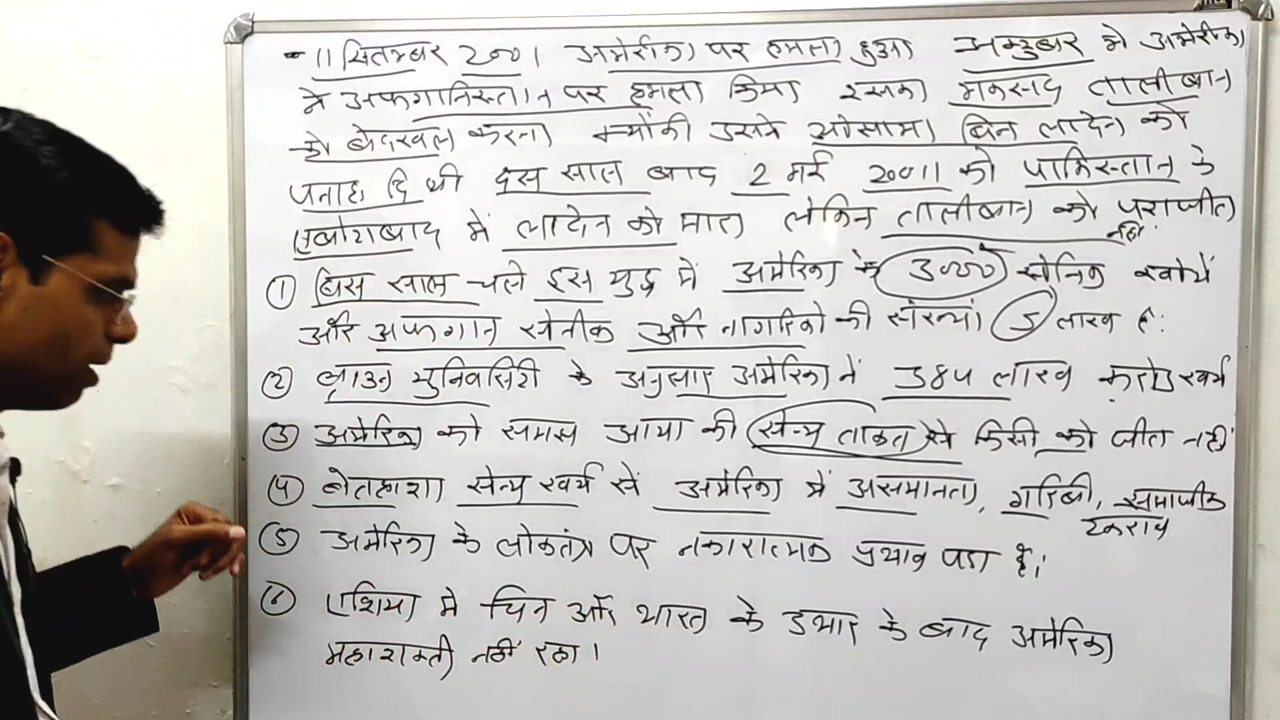 11 सितम्बर 2001 अमेरीका पर हमला हुआ अक्तुबर मे अमेरीका
ने अफगानिस्तान पर हमला किया इसका मकसद तालीबान
को बेदखल करना क्योंकी उसने ओसामा बिन लादेन को
पनाह दि थी दस साल बाद 2 मई 2011 को पाकिस्तान के
एबोटाबाद में लादेन को मारा लेकिन तालीबान को पराजीत
नहीं
① बिस साल चले इस युद्ध में अमेरिका के 3000 सैनिक खोयें
और अफगान सैनीक और नागरिको की संख्या 5 लाख है।
② ब्राउन युनिवर्सिटी के अनुसार अमेरिका नें 384 लाख करोड खर्च
③ अमेरिका को समझ आया की सैन्य ताकत से किसी को जीत नहीं
④ बेतहाशा सैन्य खर्च सें अमेरिका में असमानता, गरिबी, समाजीक
टकराव
⑤ अमेरिका के लोकतंत्र पर नकारात्मक प्रभाव पडा है।
⑥ एशिया मे चिन और भारत के उभार के बाद अमेरिका
महाशक्ती नहीं रहा।